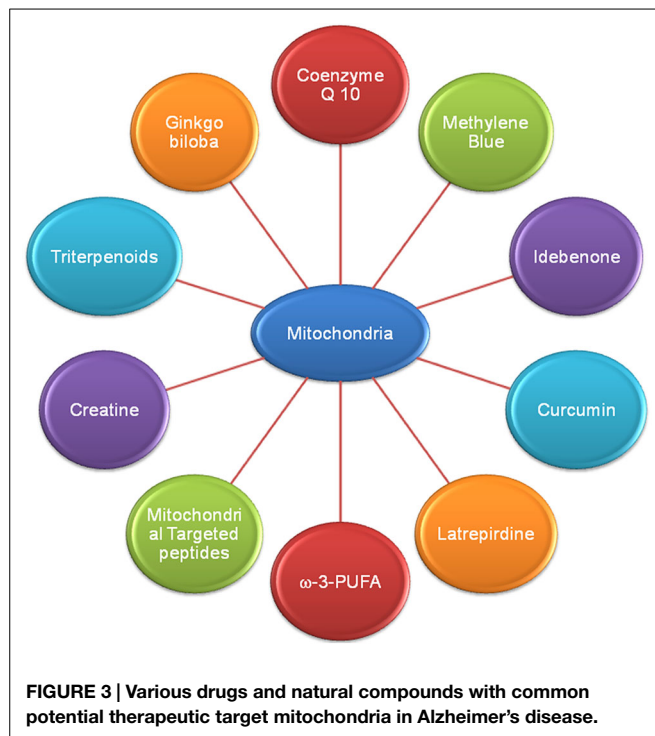 Coenzyme
Q 10
Methylene
Blue
Idebenone
Curcumin
Latrepirdine
ω-3-PUFA
Mitochondri
al Targeted
peptides
Creatine
Triterpenoids
Ginkgo
biloba
Mitochondria
FIGURE 3 | Various drugs and natural compounds with common
potential therapeutic target mitochondria in Alzheimer's disease.